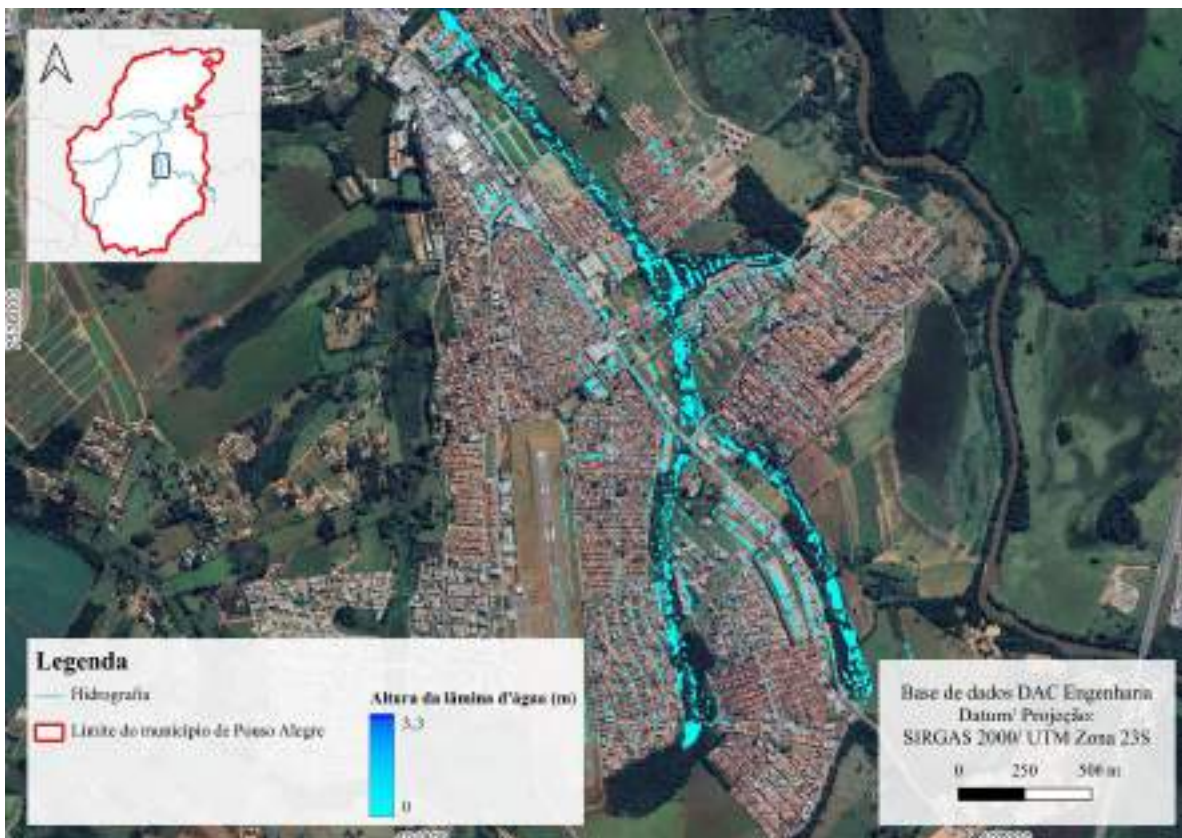 Legenda
Hidrografia
Limite do município de Pouso Alegre
Altura da lâmina d'água (m)
3,3
0
Base de dados DAC Engenharia
Datum/ Projeção:
SIRGAS 2000/ UTM Zona 23S
0 250 500 m